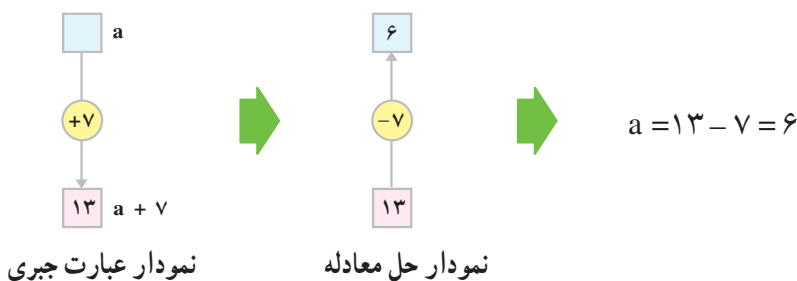 a
۶
+۷
−۷
a = ۱۳ − ۷ = ۶
۱۳ a + ۷
۱۳
نمودار عبارت جبری
نمودار حل معادله